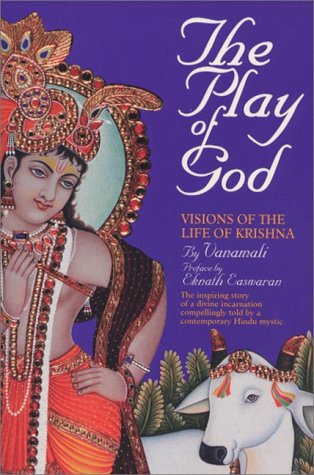 The
Play
of
God
VISIONS OF THE
LIFE OF KRISHNA
By Vanamali
Preface by
Eknath Easwaran
The inspiring story
of a divine incarnation
compellingly told by a
contemporary Hindu mystic